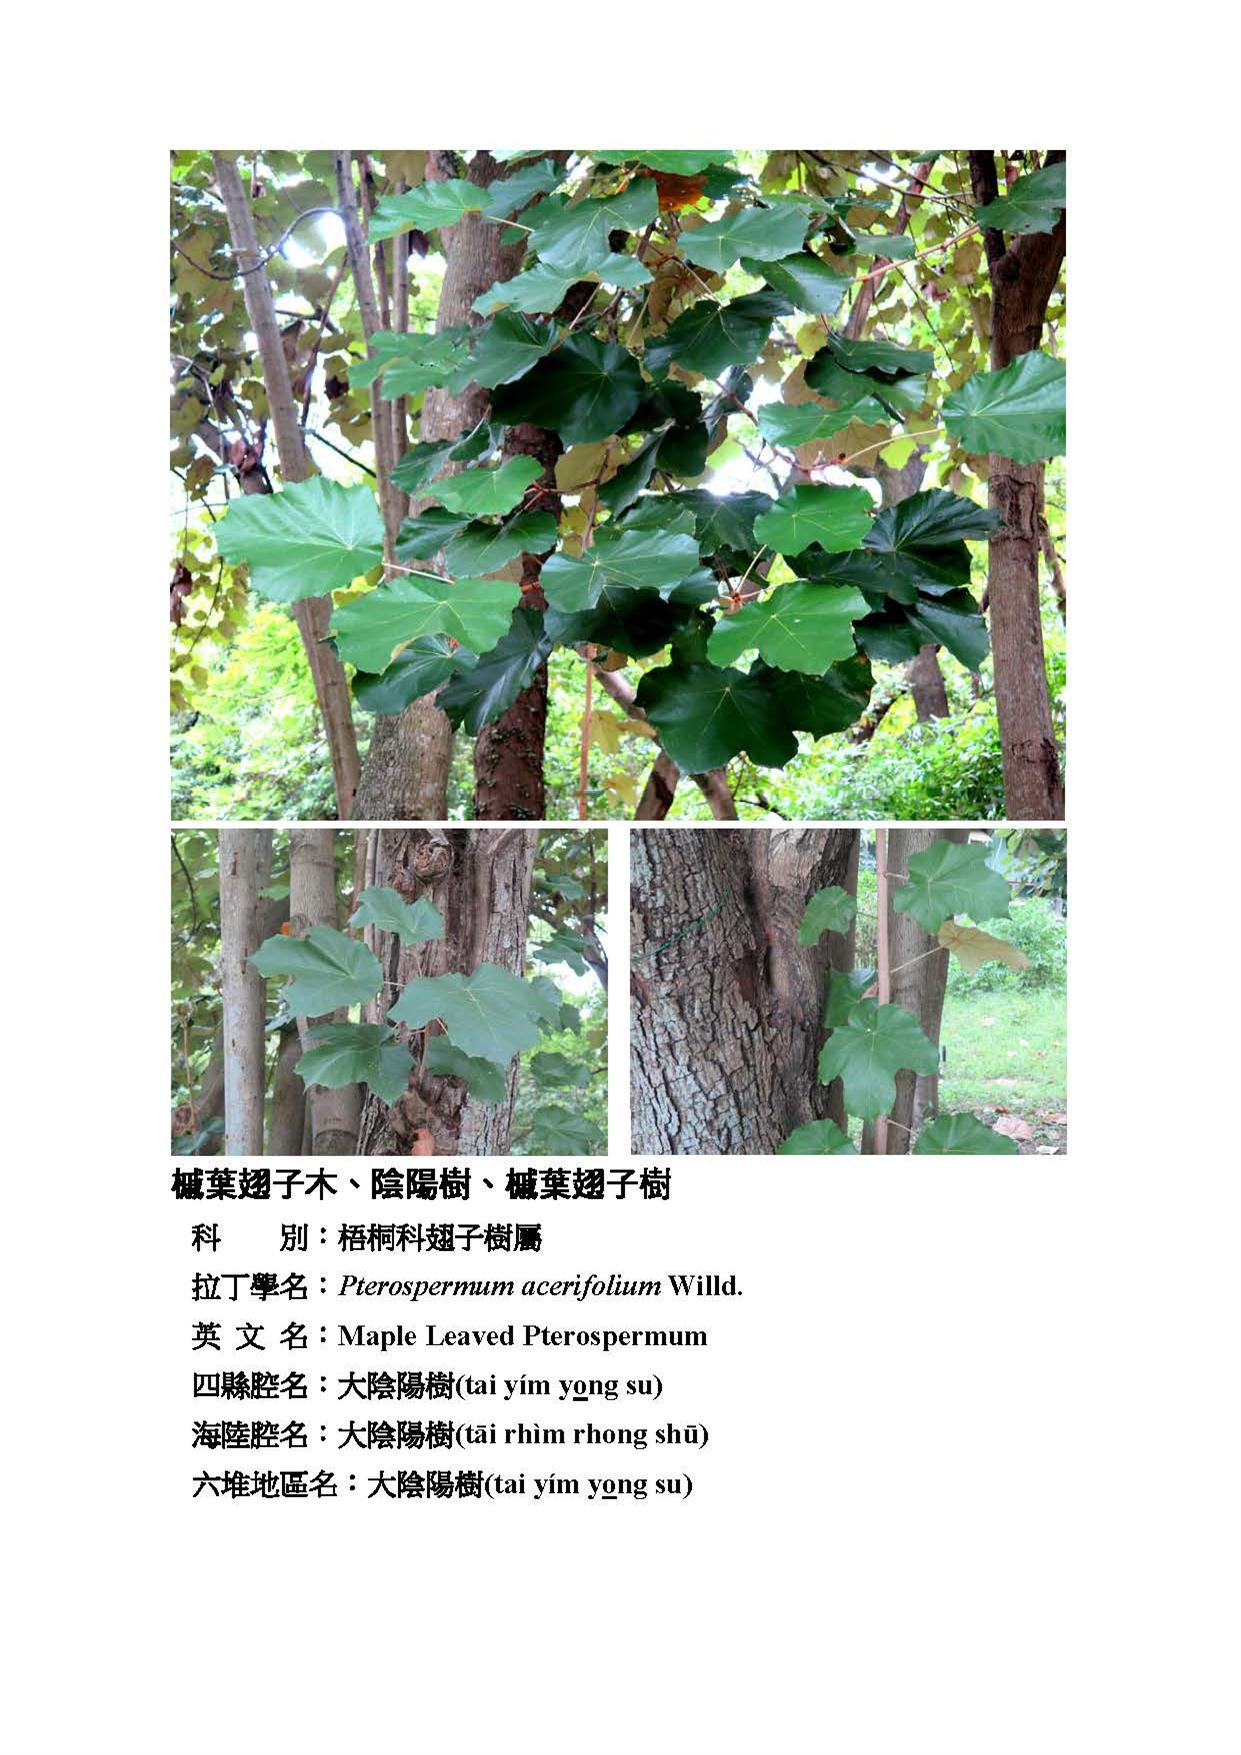 槭葉翅子木、陰陽樹、槭葉翅子樹
科　　別：梧桐科翅子樹屬
拉丁學名：Pterospermum acerifolium Willd.
英 文 名：Maple Leaved Pterospermum
四縣腔名：大陰陽樹(tai yím yong su)
海陸腔名：大陰陽樹(tāi rhìm rhong shū)
六堆地區名：大陰陽樹(tai yím yong su)